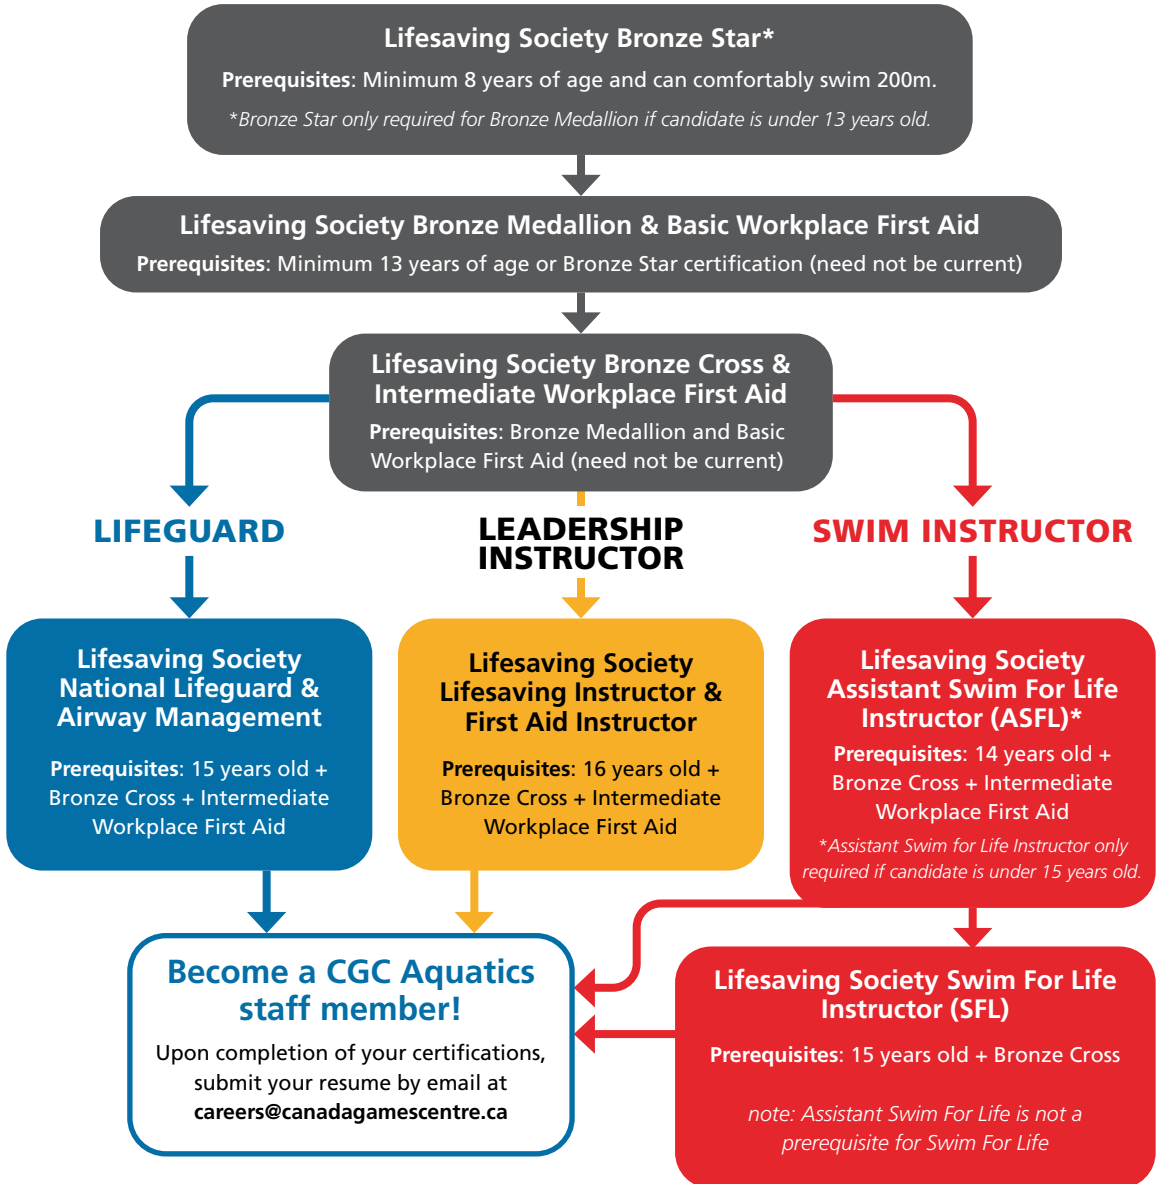 Lifesaving Society Bronze Star*
Prerequisites: Minimum 8 years of age and can comfortably swim 200m.
*Bronze Star only required for Bronze Medallion if candidate is under 13 years old.
Lifesaving Society Bronze Medallion & Basic Workplace First Aid
Prerequisites: Minimum 13 years of age or Bronze Star certification (need not be current)
Lifesaving Society Bronze Cross &
Intermediate Workplace First Aid
Prerequisites: Bronze Medallion and Basic
Workplace First Aid (need not be current)
LIFEGUARD
LEADERSHIP
INSTRUCTOR
SWIM INSTRUCTOR
Lifesaving Society
National Lifeguard &
Airway Management
Prerequisites: 15 years old +
Bronze Cross + Intermediate
Workplace First Aid
Lifesaving Society
Lifesaving Instructor &
First Aid Instructor
Prerequisites: 16 years old +
Bronze Cross + Intermediate
Workplace First Aid
Lifesaving Society
Assistant Swim For Life
Instructor (ASFL)*
Prerequisites: 14 years old +
Bronze Cross + Intermediate
Workplace First Aid
*Assistant Swim for Life Instructor only
required if candidate is under 15 years old.
Become a CGC Aquatics
staff member!
Upon completion of your certifications,
submit your resume by email at
careers@canadagamescentre.ca
Lifesaving Society Swim For Life
Instructor (SFL)
Prerequisites: 15 years old + Bronze Cross
note: Assistant Swim For Life is not a
prerequisite for Swim For Life